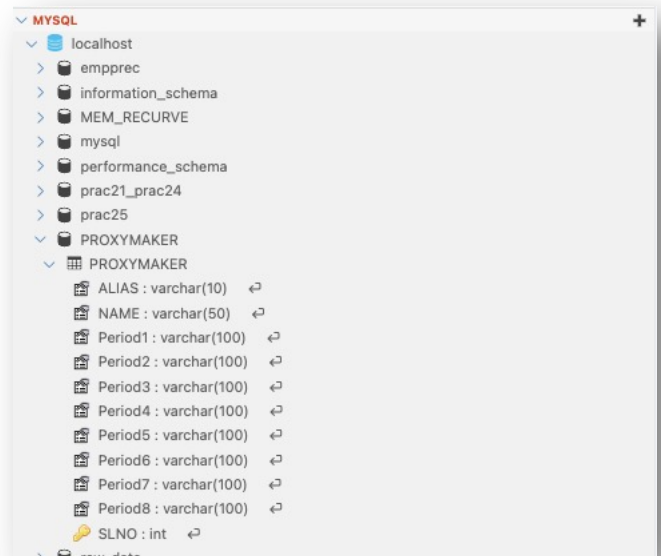 MYSQL
localhost
empprec
information_schema
MEM_RECURVE
mysql
performance_schema
prac21_prac24
prac25
PROXYMAKER
PROXYMAKER
ALIAS : varchar(10)
NAME : varchar(50)
Period1 : varchar(100)
Period2 : varchar(100)
Period3 : varchar(100)
Period4 : varchar(100)
Period5 : varchar(100)
Period6 : varchar(100)
Period7 : varchar(100)
Period8 : varchar(100)
SLNO : int